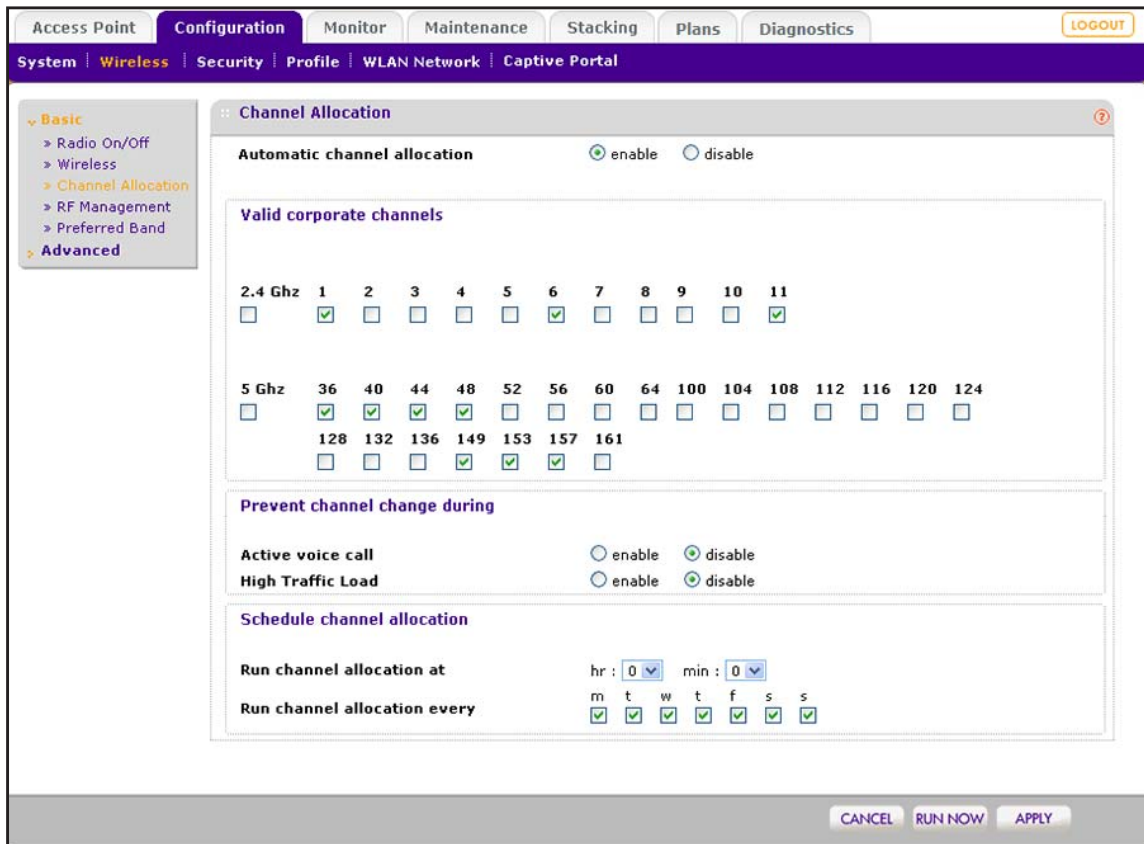 Access Point Configuration Monitor Maintenance Stacking Plans Diagnostics LOGOUT
System Wireless Security Profile WLAN Network Captive Portal
Basic
» Radio On/Off
» Wireless
» Channel Allocation
» RF Management
» Preferred Band
Advanced
Channel Allocation ?
Automatic channel allocation enable disable
Valid corporate channels
2.4 Ghz 1 2 3 4 5 6 7 8 9 10 11
5 Ghz 36 40 44 48 52 56 60 64 100 104 108 112 116 120 124
128 132 136 149 153 157 161
Prevent channel change during
Active voice call enable disable
High Traffic Load enable disable
Schedule channel allocation
Run channel allocation at hr : 0 min : 0
m t w t f s s
Run channel allocation every
CANCEL RUN NOW APPLY